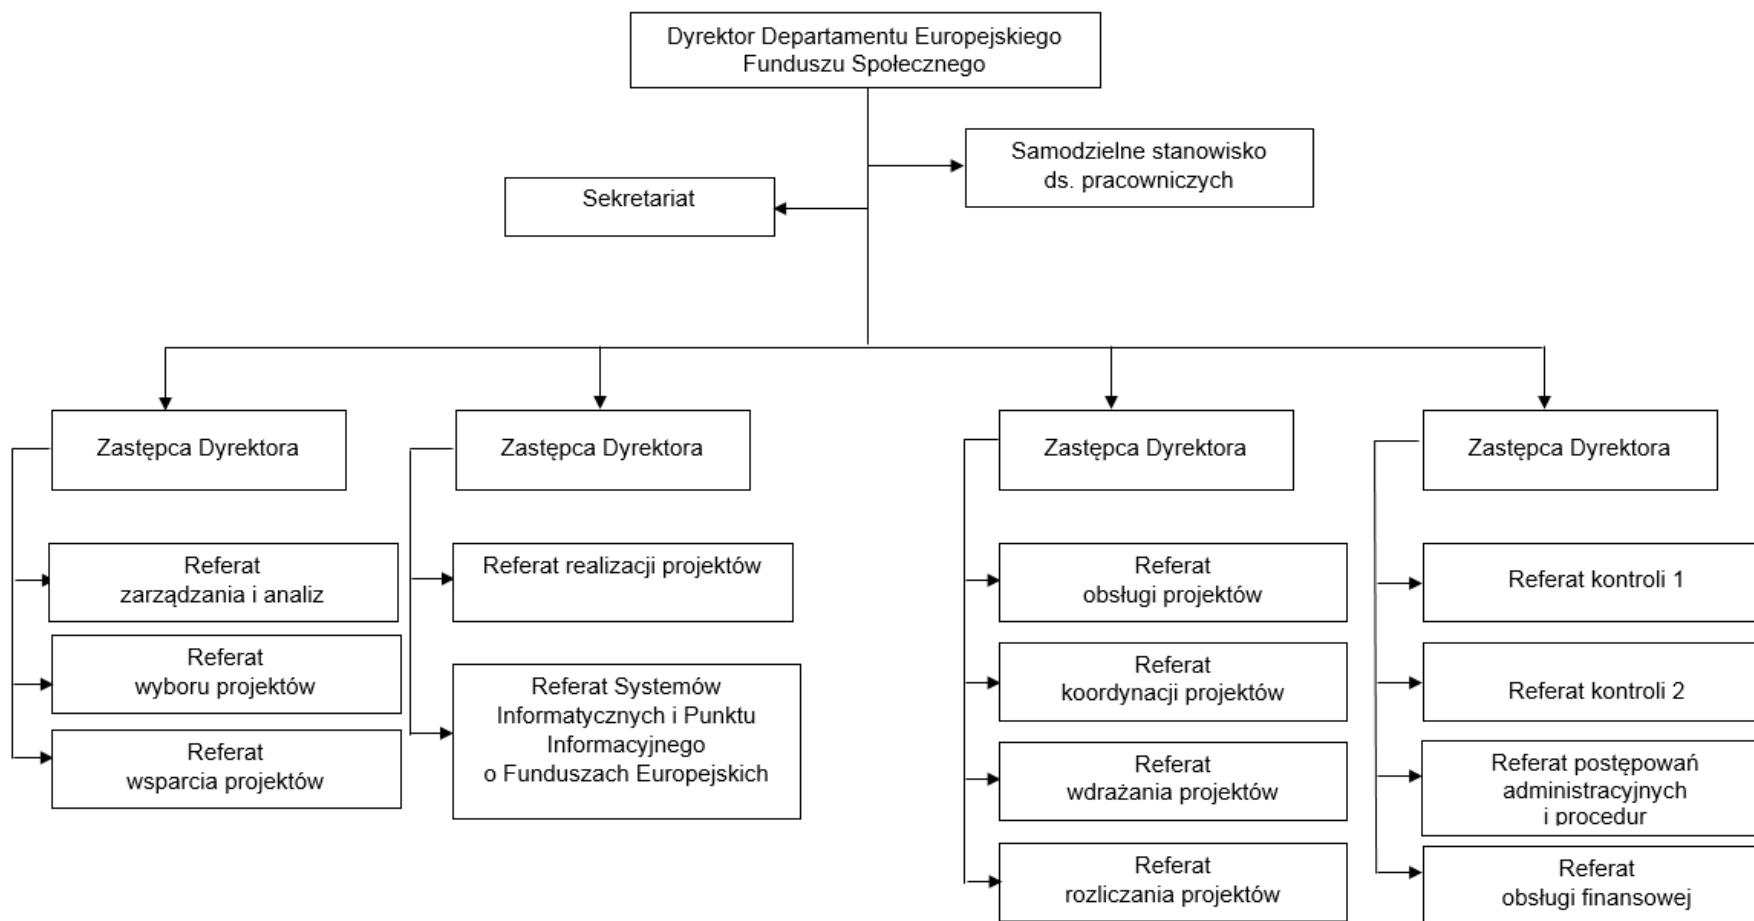 Dyrektor Departamentu Europejskiego
Funduszu Społecznego
Samodzielne stanowisko
ds. pracowniczych
Sekretariat
Zastępca Dyrektora
Zastępca Dyrektora
Zastępca Dyrektora
Zastępca Dyrektora
Referat
zarządzania i analiz
Referat
wyboru projektów
Referat
wsparcia projektów
Referat realizacji projektów
Referat Systemów
Informatycznych i Punktu
Informacyjnego
o Funduszach Europejskich
Referat
obsługi projektów
Referat
koordynacji projektów
Referat
wdrażania projektów
Referat
rozliczania projektów
Referat kontroli 1
Referat kontroli 2
Referat postępowań
administracyjnych
i procedur
Referat
obsługi finansowej